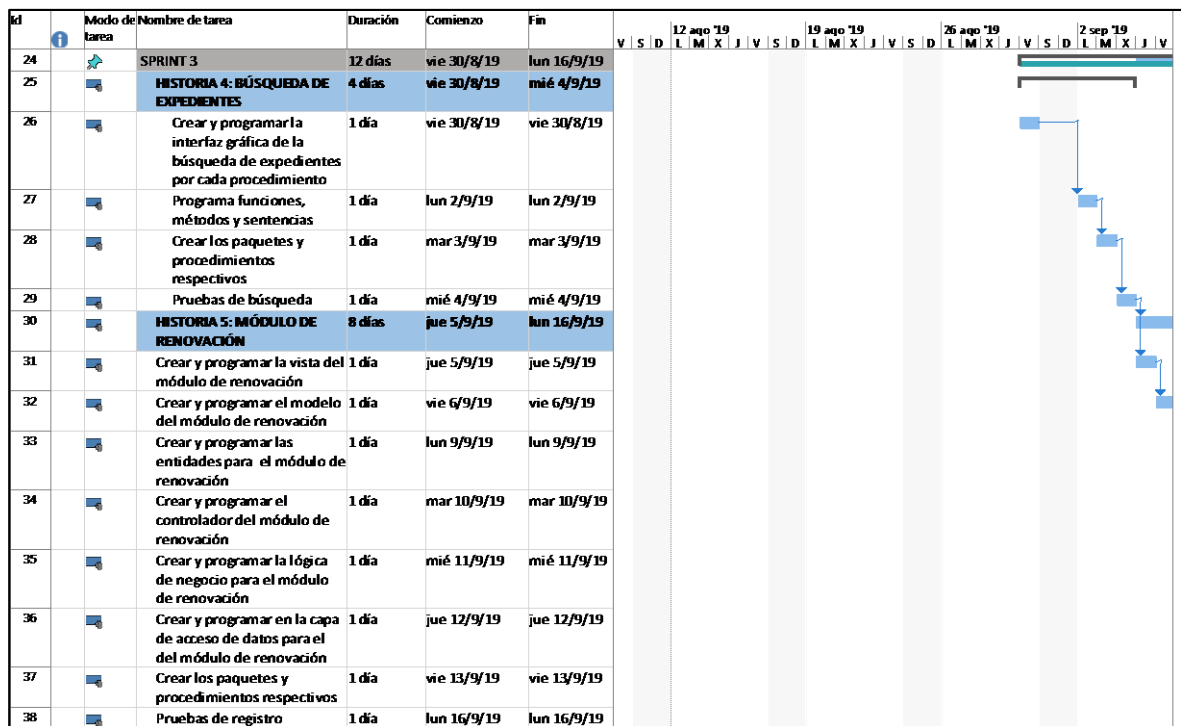 Id Modo de Nombre de tarea Duración Comienzo Fin 12 ago '19 19 ago '19 26 ago '19 2 sep '19
tarea V S D L M X J V S D L M X J V S D L M X J V S D L M X J V
24 SPRINT 3 12 días vie 30/8/19 lun 16/9/19
25 HISTORIA 4: BÚSQUEDA DE 4 días vie 30/8/19 mié 4/9/19
EXPEDIENTES
26 Crear y programar la 1 día vie 30/8/19 vie 30/8/19
interfaz gráfica de la
búsqueda de expedientes
por cada procedimiento
27 Programa funciones, 1 día lun 2/9/19 lun 2/9/19
métodos y sentencias
28 Crear los paquetes y 1 día mar 3/9/19 mar 3/9/19
procedimientos
respectivos
29 Pruebas de búsqueda 1 día mié 4/9/19 mié 4/9/19
30 HISTORIA 5: MÓDULO DE 8 días jue 5/9/19 lun 16/9/19
RENOVACIÓN
31 Crear y programar la vista del 1 día jue 5/9/19 jue 5/9/19
módulo de renovación
32 Crear y programar el modelo 1 día vie 6/9/19 vie 6/9/19
del módulo de renovación
33 Crear y programar las 1 día lun 9/9/19 lun 9/9/19
entidades para el módulo de
renovación
34 Crear y programar el 1 día mar 10/9/19 mar 10/9/19
controlador del módulo de
renovación
35 Crear y programar la lógica 1 día mié 11/9/19 mié 11/9/19
de negocio para el módulo
de renovación
36 Crear y programar en la capa 1 día jue 12/9/19 jue 12/9/19
de acceso de datos para el
del módulo de renovación
37 Crear los paquetes y 1 día vie 13/9/19 vie 13/9/19
procedimientos respectivos
38 Pruebas de registro 1 día lun 16/9/19 lun 16/9/19